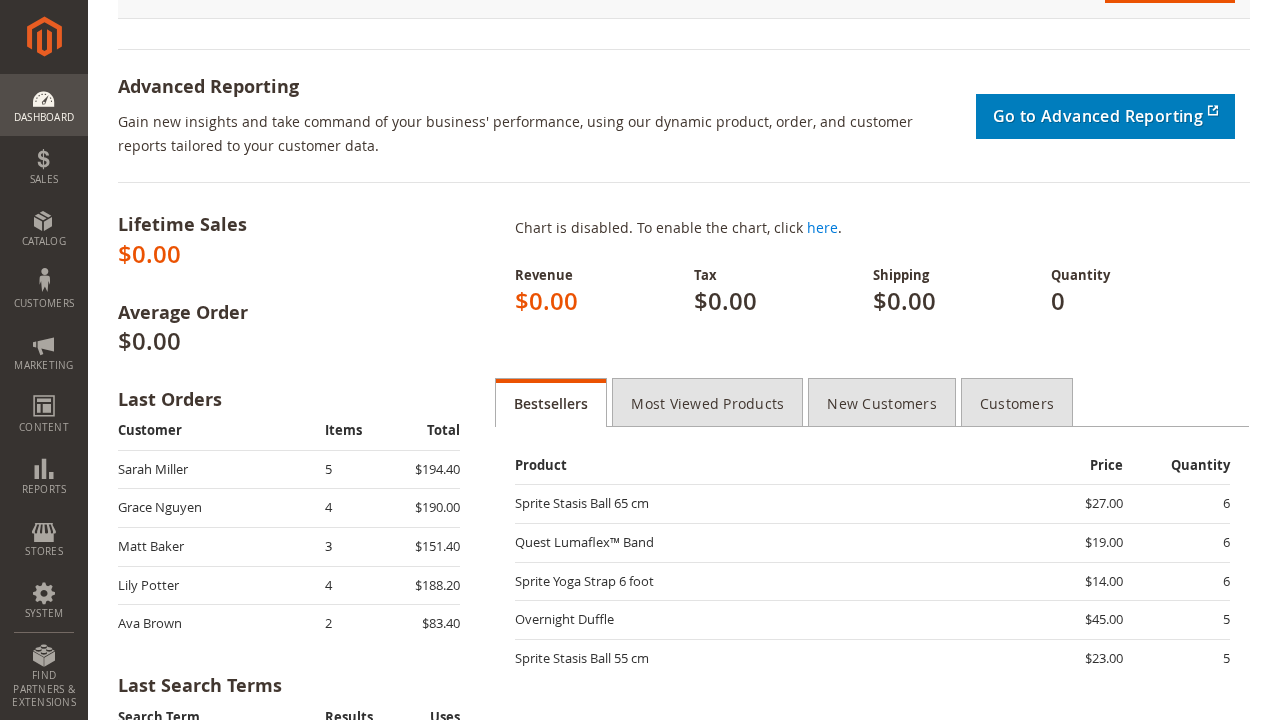 DASHBOARD
SALES
CATALOG
CUSTOMERS
MARKETING
CONTENT
REPORTS
STORES
SYSTEM
FIND
PARTNERS &
EXTENSIONS
Advanced Reporting
Gain new insights and take command of your business' performance, using our dynamic product, order, and customer
reports tailored to your customer data.
Go to Advanced Reporting
Lifetime Sales
$0.00
Average Order
$0.00
Chart is disabled. To enable the chart, click here.
Revenue Tax Shipping Quantity
$0.00 $0.00 $0.00 0
Last Orders
Customer Items Total
Sarah Miller 5 $194.40
Grace Nguyen 4 $190.00
Matt Baker 3 $151.40
Lily Potter 4 $188.20
Ava Brown 2 $83.40
Last Search Terms
Search Term Results Uses
Bestsellers Most Viewed Products New Customers Customers
Product Price Quantity
Sprite Stasis Ball 65 cm $27.00 6
Quest Lumaflex™ Band $19.00 6
Sprite Yoga Strap 6 foot $14.00 6
Overnight Duffle $45.00 5
Sprite Stasis Ball 55 cm $23.00 5